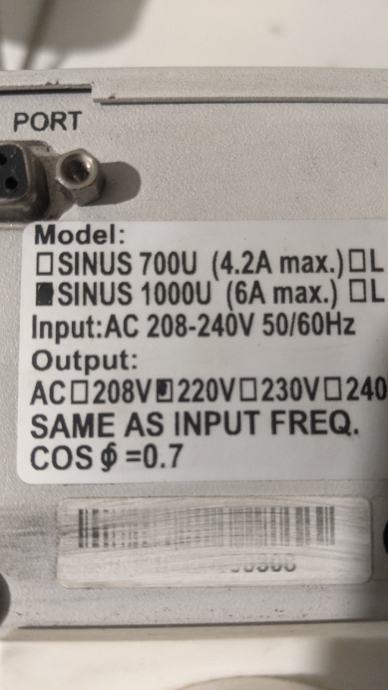 PORT
Model:
☐SINUS 700U (4.2A max.)☐L
■SINUS 1000U (6A max.)☐L
Input:AC 208-240V 50/60Hz
Output:
AC☐208V■220V☐230V☐240
SAME AS INPUT FREQ.
COS ϕ =0.7